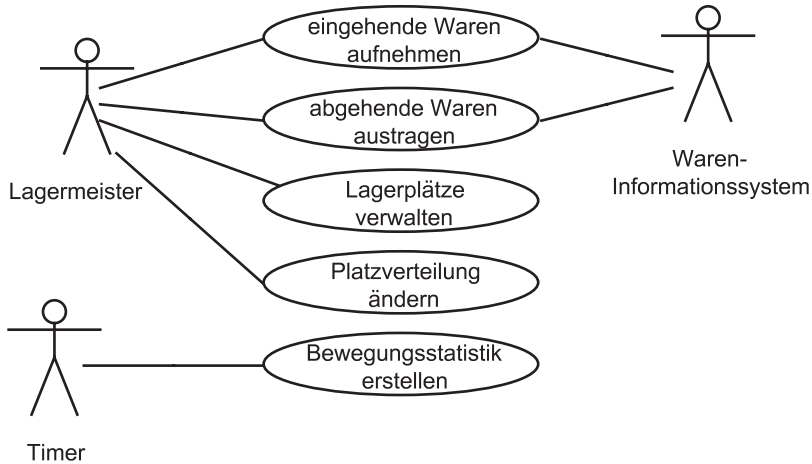 eingehende Waren
aufnehmen
abgehende Waren
austragen
Waren-
Informationssystem
Lagermeister
Lagerplätze
verwalten
Platzverteilung
ändern
Bewegungsstatistik
erstellen
Timer